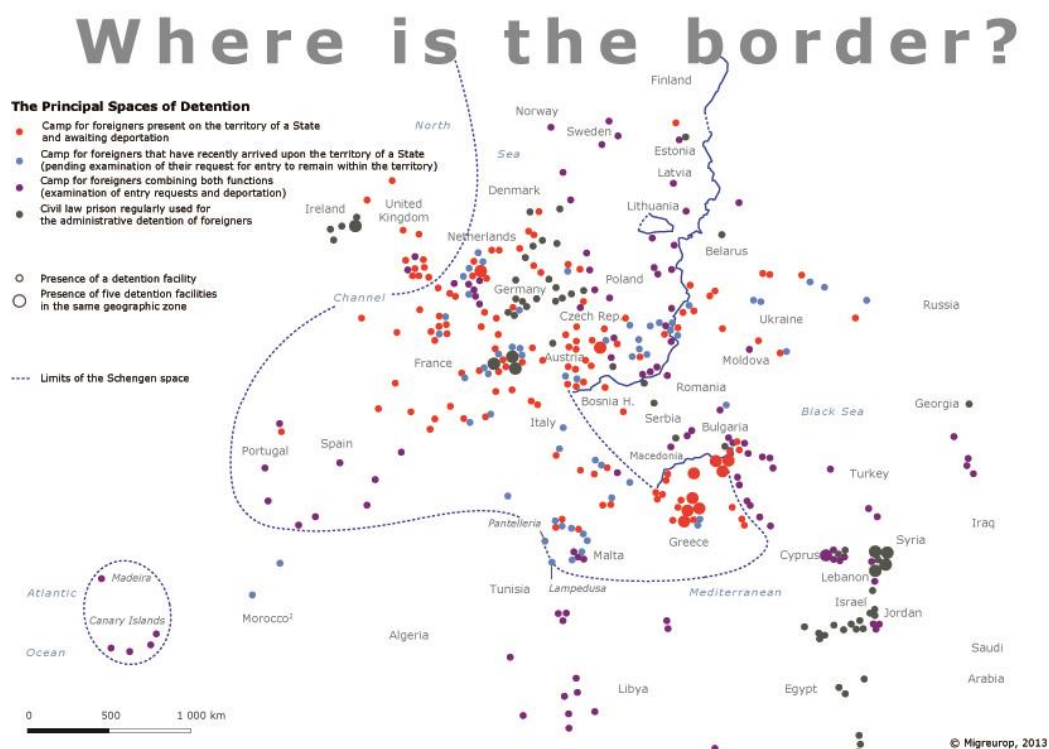 Where is the border?
The Principal Spaces of Detention
Camp for foreigners present on the territory of a State
and awaiting deportation
Camp for foreigners that have recently arrived upon the territory of a State
(pending examination of their request for entry to remain within the territory)
Camp for foreigners combining both functions
(examination of entry requests and deportation)
Civil law prison regularly used for
the administrative detention of foreigners
Presence of a detention facility
Presence of five detention facilities
in the same geographic zone
Limits of the Schengen space
Finland
Norway
North
Sweden
Sea
Estonia
Latvia
Denmark
Ireland
United
Kingdom
Lithuania
Netherlands
Belarus
Germany
Poland
Channel
Russia
Czech Rep.
Ukraine
France
Austria
Moldova
Romania
Bosnia H.
Georgia
Black Sea
Serbia
Italy
Bulgaria
Spain
Portugal
Macedonia
Turkey
Pantelleria
Iraq
Greece
Syria
Malta
Cyprus
Madeira
Lebanon
Tunisia
Lampedusa
Mediterranean
Atlantic
Israel
Jordan
Canary Islands
Morocco²
Algeria
Ocean
Saudi
Arabia
Libya
Egypt
0 500 1 000 km
© Migreurop, 2013